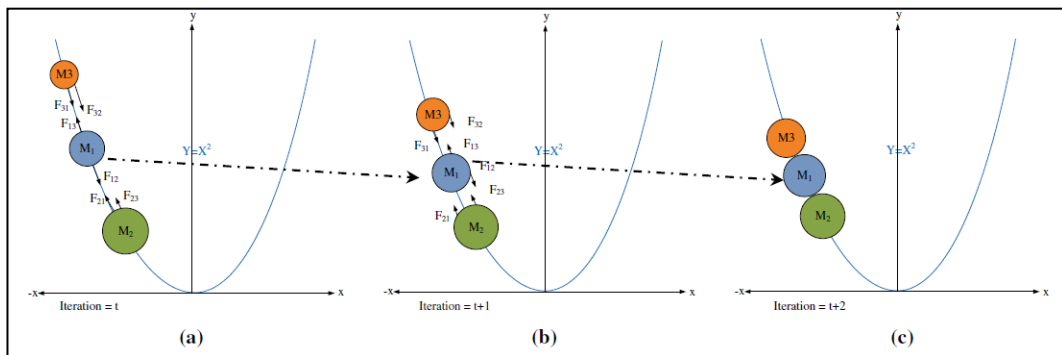 y
M3
F31
F32
F13
M1
Y=X2
F12
F21
F23
M2
-x
x
Iteration = t
(a)
y
M3
F32
F31
F13
Y=X2
M1
F12
F23
F21
M2
-x
x
Iteration = t+1
(b)
y
M3
Y=X2
M1
M2
-x
x
Iteration = t+2
(c)